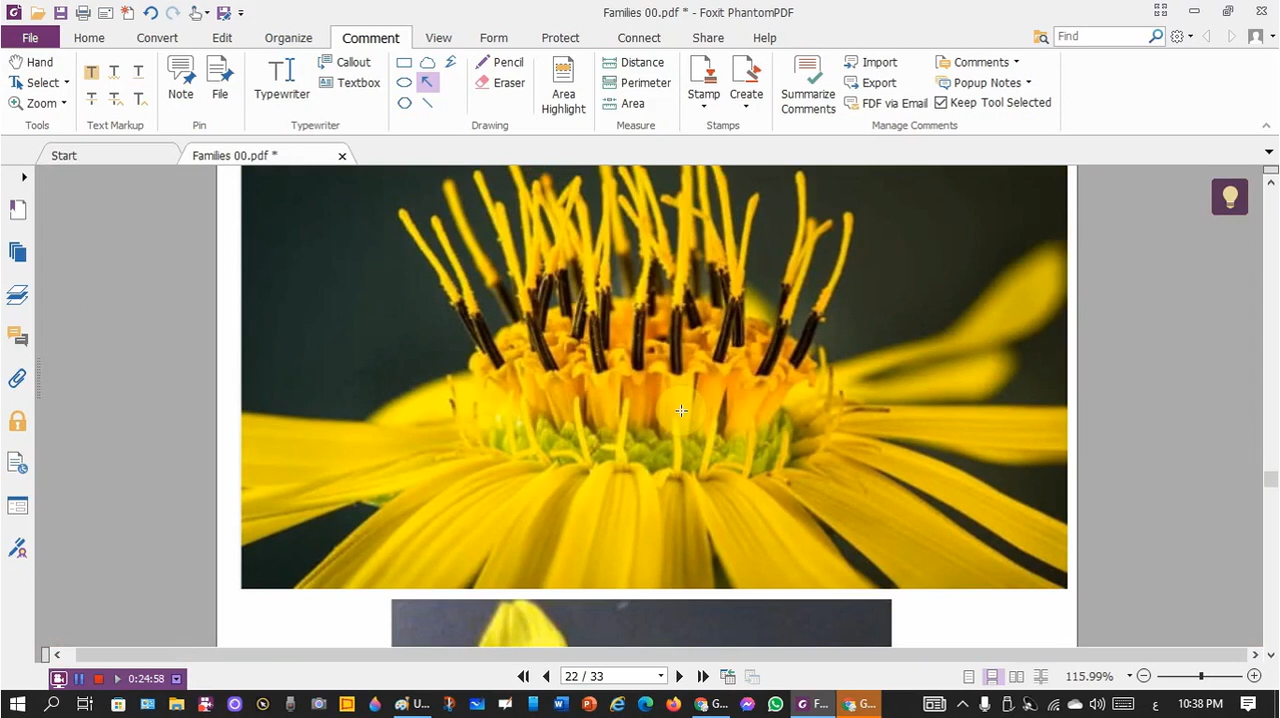 Families 00.pdf * - Foxit PhantomPDF
File Home Convert Edit Organize Comment View Form Protect Connect Share Help Find
Hand
Select
Zoom
Tools
Text Markup
Note
File
Pin
Typewriter
Callout
Textbox
Typewriter
Pencil
Eraser
Drawing
Area
Highlight
Distance
Perimeter
Area
Measure
Stamp
Create
Stamps
Summarize
Comments
Import
Export
FDF via Email
Comments
Popup Notes
Keep Tool Selected
Manage Comments
Start
Families 00.pdf *
0:24:58
22 / 33
115.99%
U...
G...
F...
G...
ع
10:38 PM